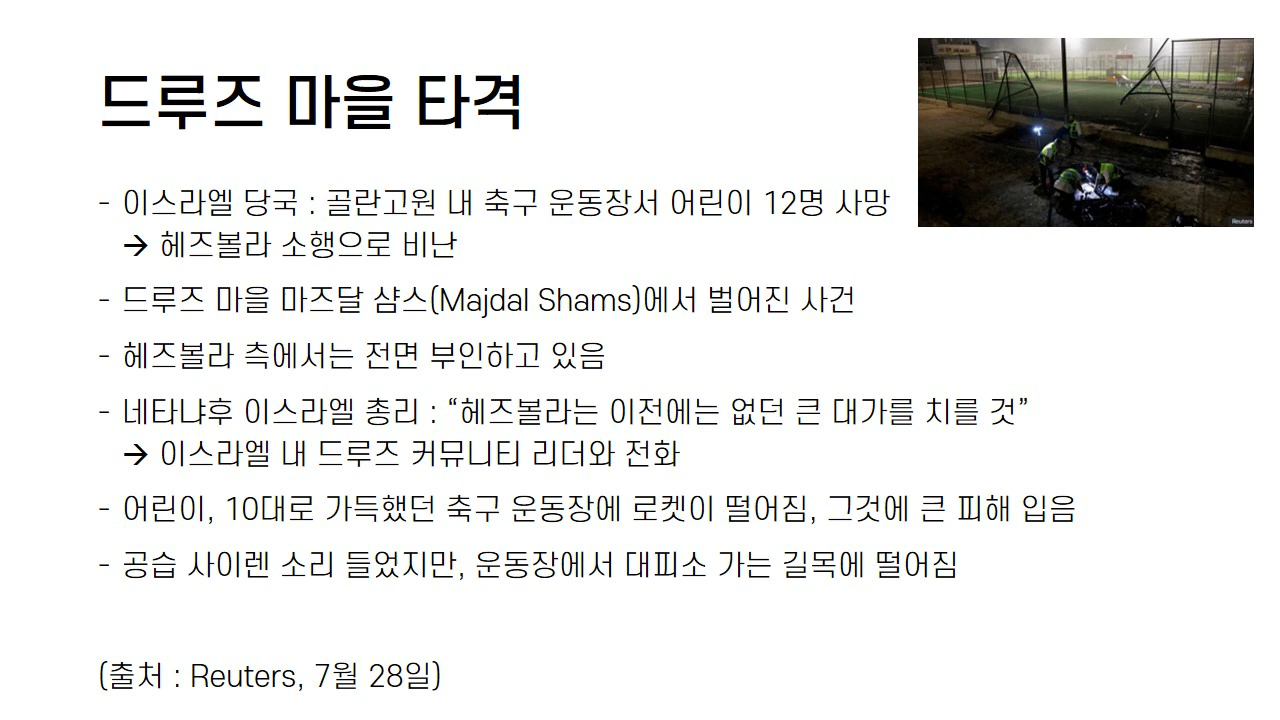 드루즈 마을 타격
Reuters
- 이스라엘 당국 : 골란고원 내 축구 운동장서 어린이 12명 사망
→ 헤즈볼라 소행으로 비난
- 드루즈 마을 마즈달 샴스(Majdal Shams)에서 벌어진 사건
- 헤즈볼라 측에서는 전면 부인하고 있음
- 네타냐후 이스라엘 총리 : “헤즈볼라는 이전에는 없던 큰 대가를 치를 것”
→ 이스라엘 내 드루즈 커뮤니티 리더와 전화
- 어린이, 10대로 가득했던 축구 운동장에 로켓이 떨어짐, 그것에 큰 피해 입음
- 공습 사이렌 소리 들었지만, 운동장에서 대피소 가는 길목에 떨어짐
(출처 : Reuters, 7월 28일)